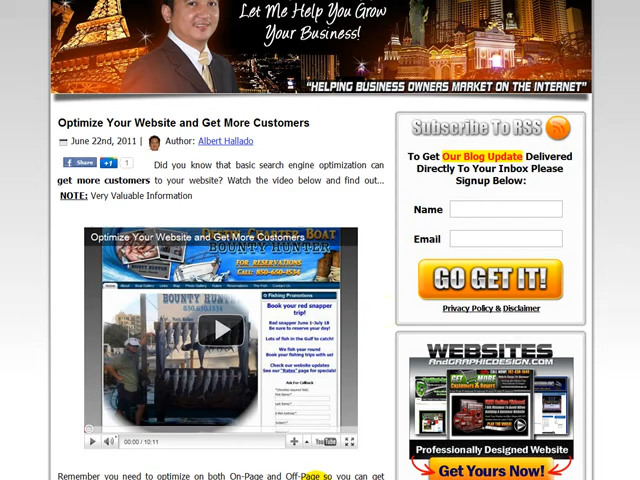 Let Me Help You Grow
Your Business!
"HELPING BUSINESS OWNERS MARKET ON THE INTERNET"
Optimize Your Website and Get More Customers
June 22nd, 2011 | Author: Albert Hallado
Share +1 1 Did you know that basic search engine optimization can
get more customers to your website? Watch the video below and find out...
NOTE: Very Valuable Information
Optimize Your Website and Get More Customers
BOUNTY HUNTER
FOR RESERVATIONS
CALL: 850-650-1534
Fishing Promotions
BOUNTY HUNTER
Book your red snapper
trip!
Red snapper June 1-July 18
Be sure to reserve your day!
Lots of fish in the Gulf to catch!
We fish year round
Book your fishing trips with us!
Check our website updates
See our "Rates" page for specials!
Ask For Callback
00:00 / 10:11
YouTube
Remember you need to optimize on both On-Page and Off-Page so you can get
Subscribe To RSS
To Get Our Blog Update Delivered
Directly To Your Inbox Please
Signup Below:
Name
Email
GO GET IT!
Privacy Policy & Disclaimer
WEBSITES
ANDGRAPHICDESIGN.COM
Professionally Designed Website
Get Yours Now!